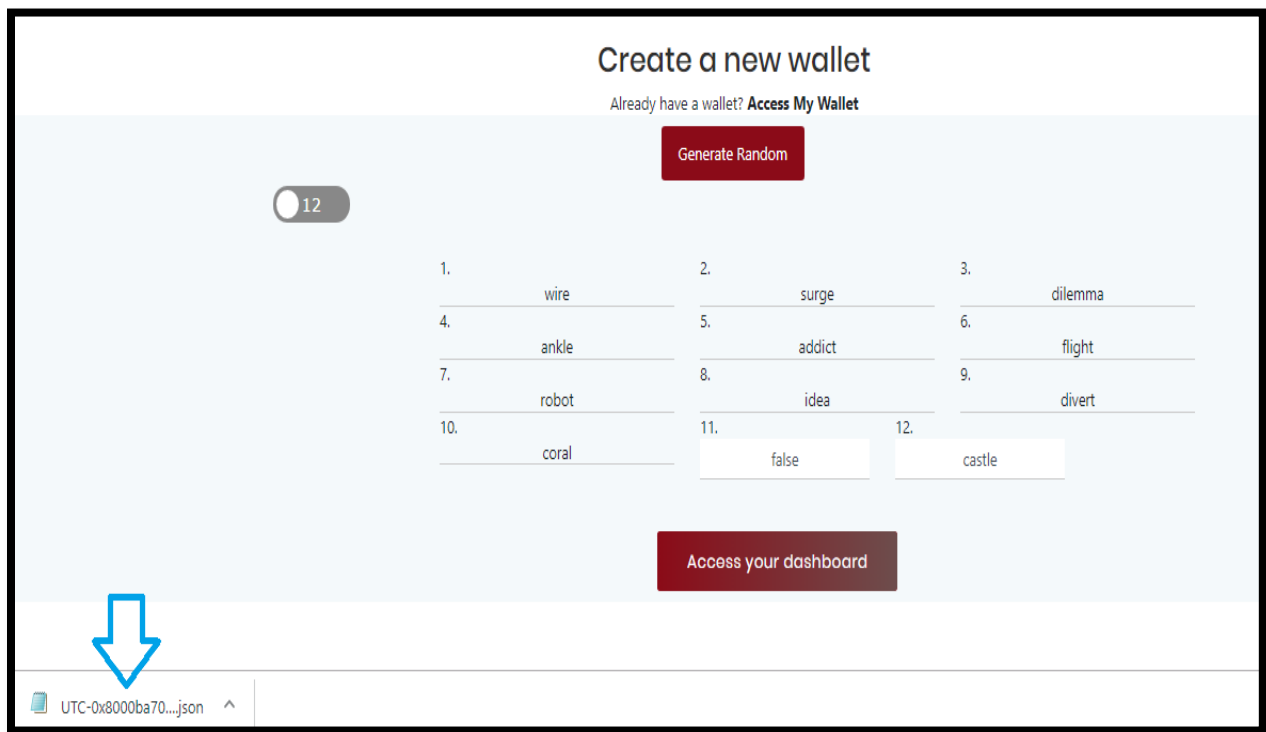 Create a new wallet
Already have a wallet? Access My Wallet
Generate Random
12
1. 2. 3.
wire surge dilemma
4. 5. 6.
ankle addict flight
7. 8. 9.
robot idea divert
10. 11. 12.
coral false castle
Access your dashboard
UTC-0x8000ba70....json